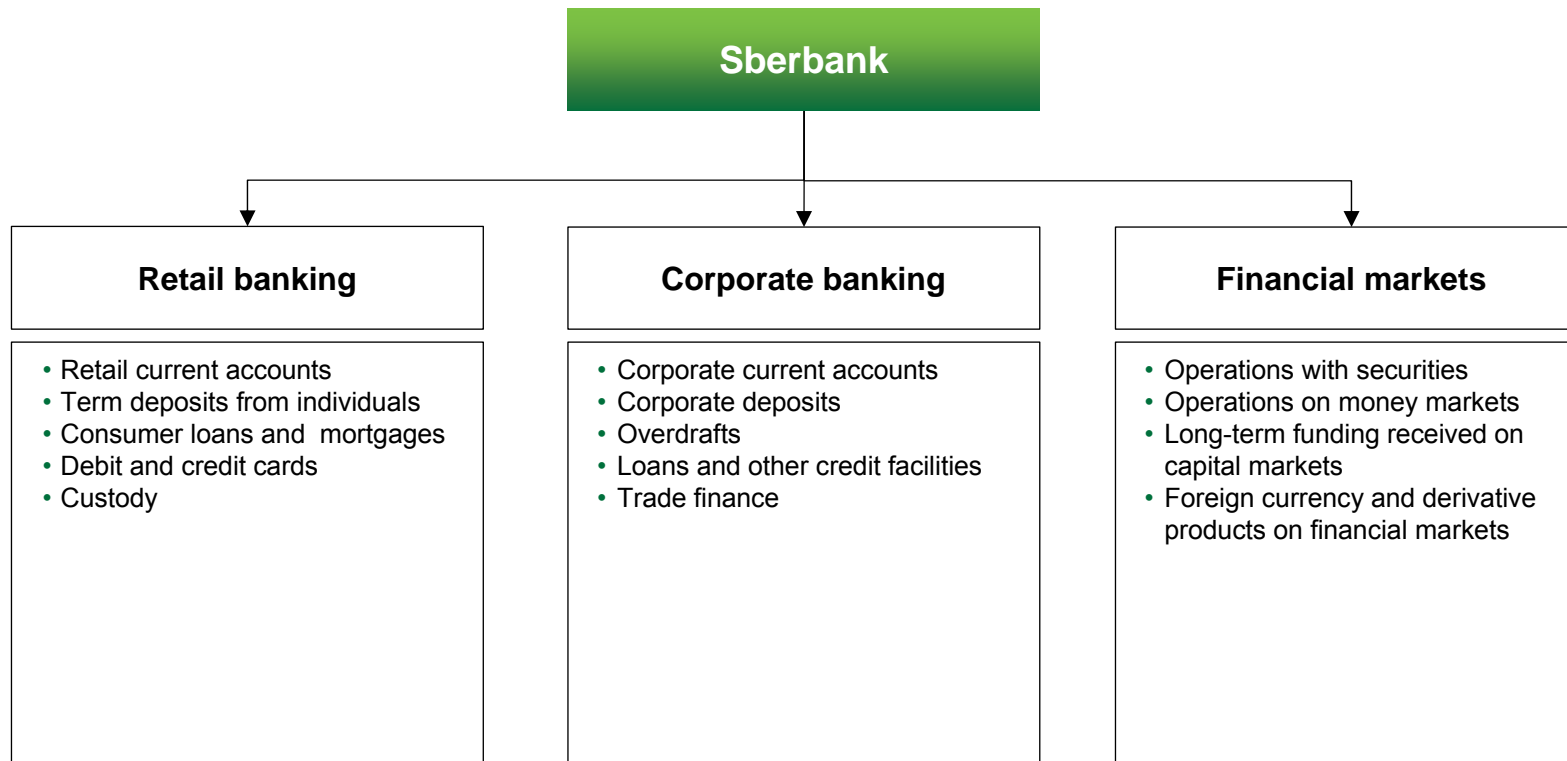 Sberbank
Retail banking
• Retail current accounts
• Term deposits from individuals
• Consumer loans and  mortgages
• Debit and credit cards
• Custody
Corporate banking
• Corporate current accounts
• Corporate deposits
• Overdrafts
• Loans and other credit facilities
• Trade finance
Financial markets
• Operations with securities
• Operations on money markets
• Long-term funding received on
capital markets
• Foreign currency and derivative
products on financial markets